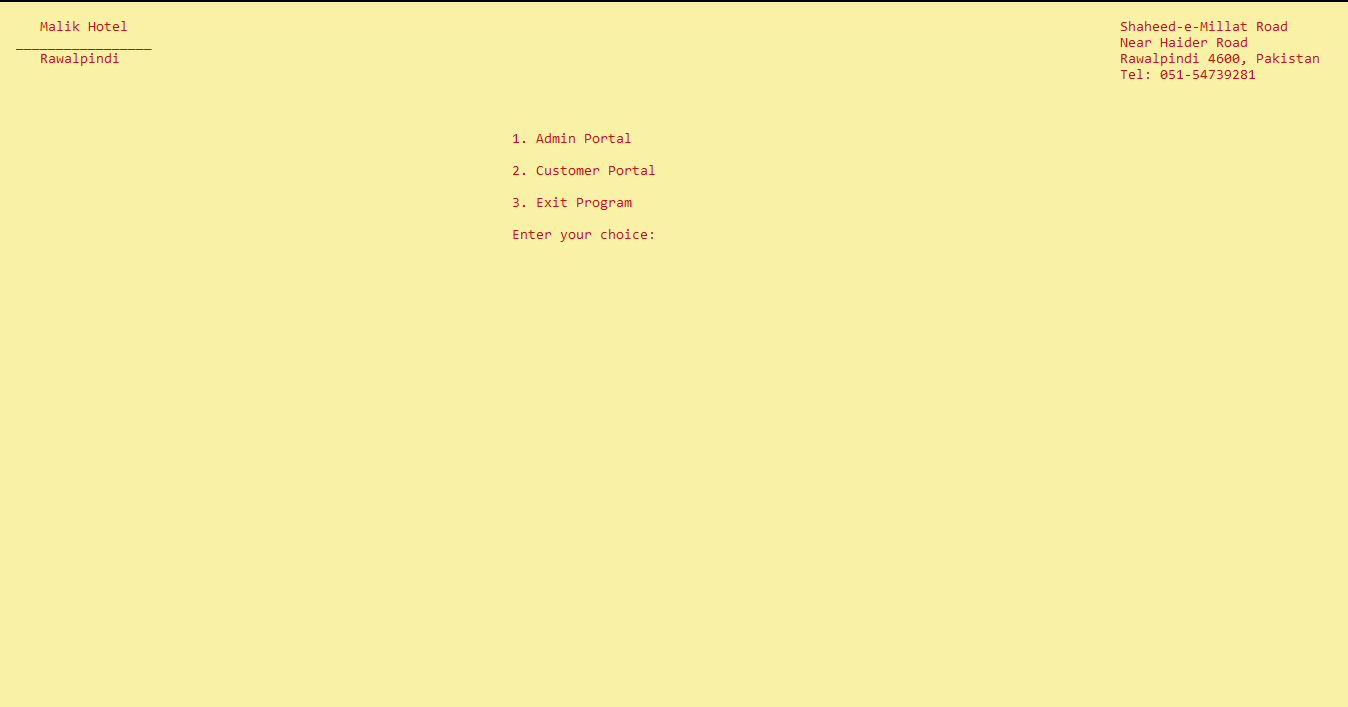 Malik Hotel
_________________
Rawalpindi
Shaheed-e-Millat Road
Near Haider Road
Rawalpindi 4600, Pakistan
Tel: 051-54739281
1. Admin Portal
2. Customer Portal
3. Exit Program
Enter your choice: